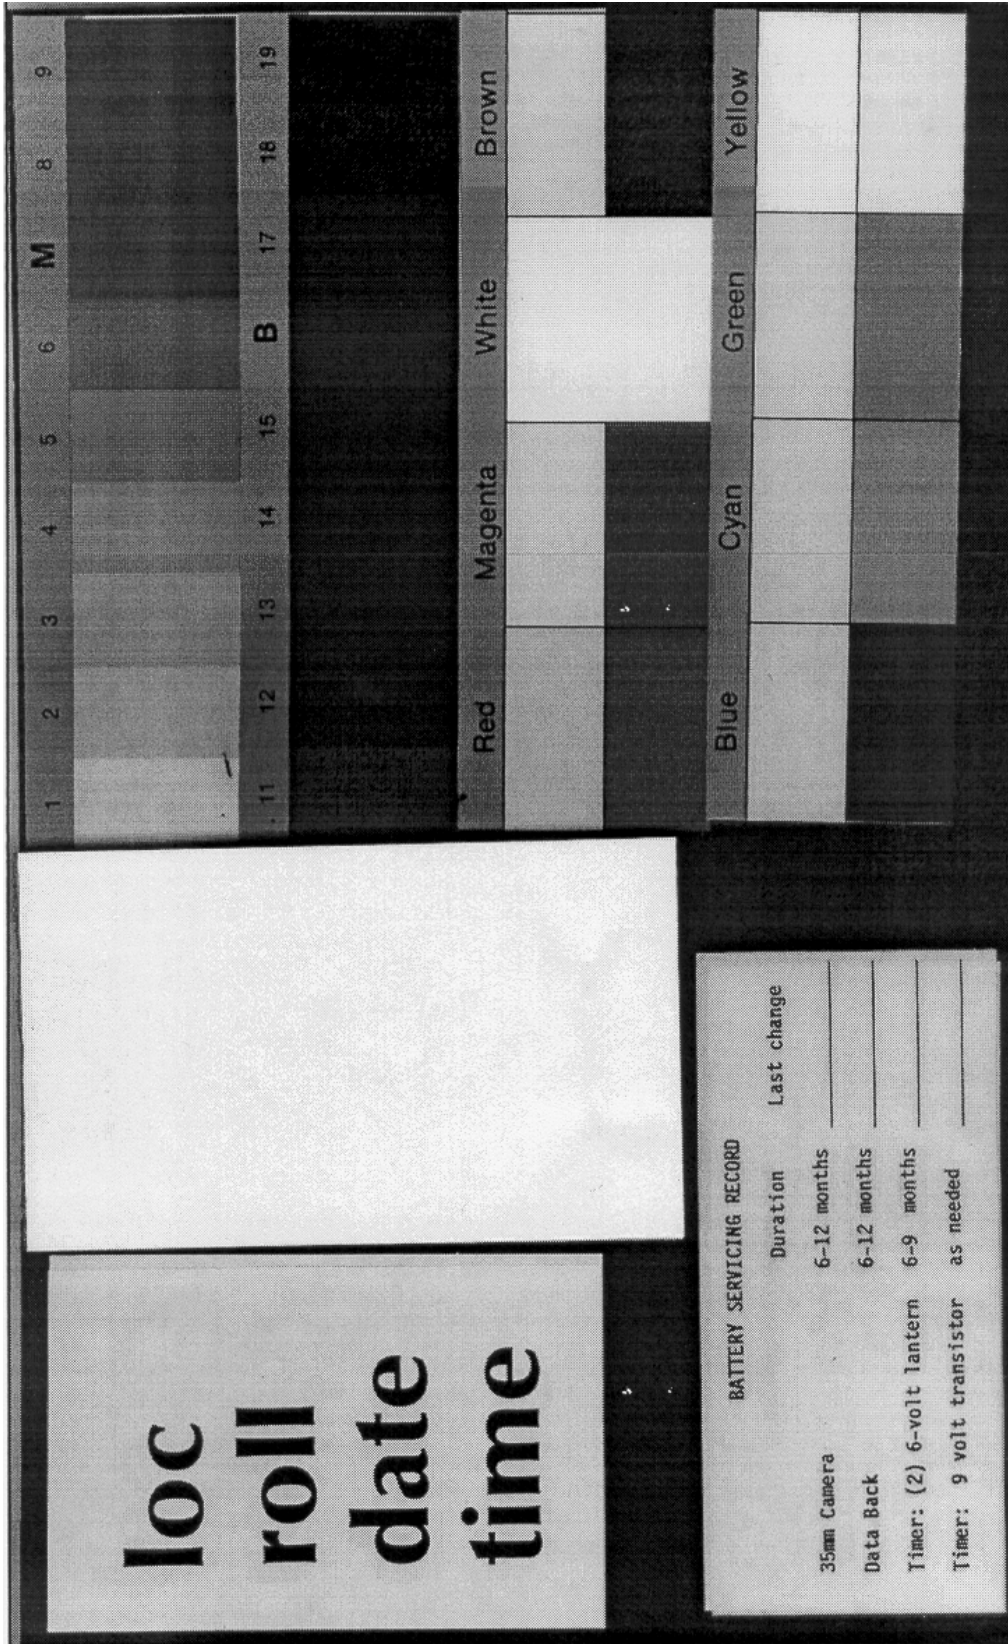 1 2 3 4 5 6 M 8 9
11 12 13 14 15 B 17 18 19
Red Magenta White Brown
Blue Cyan Green Yellow
loc
roll
date
time
BATTERY SERVICING RECORD
Duration Last change
35mm Camera 6-12 months
Data Back 6-12 months
Timer: (2) 6-volt lantern 6-9 months
Timer: 9 volt transistor as needed